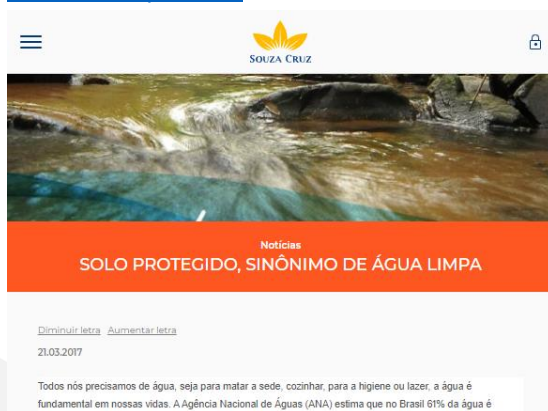 SOUZA CRUZ
Notícias
SOLO PROTEGIDO, SINÔNIMO DE ÁGUA LIMPA
Diminuir letra Aumentar letra
21.03.2017
Todos nós precisamos de água, seja para matar a sede, cozinhar, para a higiene ou lazer, a água é
fundamental em nossas vidas. A Agência Nacional de Águas (ANA) estima que no Brasil 61% da água é